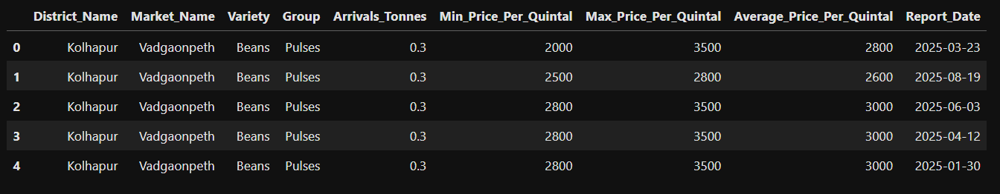 District_Name Market_Name Variety Group Arrivals_Tonnes Min_Price_Per_Quintal Max_Price_Per_Quintal Average_Price_Per_Quintal Report_Date
0 Kolhapur Vadgaonpeth Beans Pulses 0.3 2000 3500 2800 2025-03-23
1 Kolhapur Vadgaonpeth Beans Pulses 0.3 2500 2800 2600 2025-08-19
2 Kolhapur Vadgaonpeth Beans Pulses 0.3 2800 3500 3000 2025-06-03
3 Kolhapur Vadgaonpeth Beans Pulses 0.3 2800 3500 3000 2025-04-12
4 Kolhapur Vadgaonpeth Beans Pulses 0.3 2800 3500 3000 2025-01-30